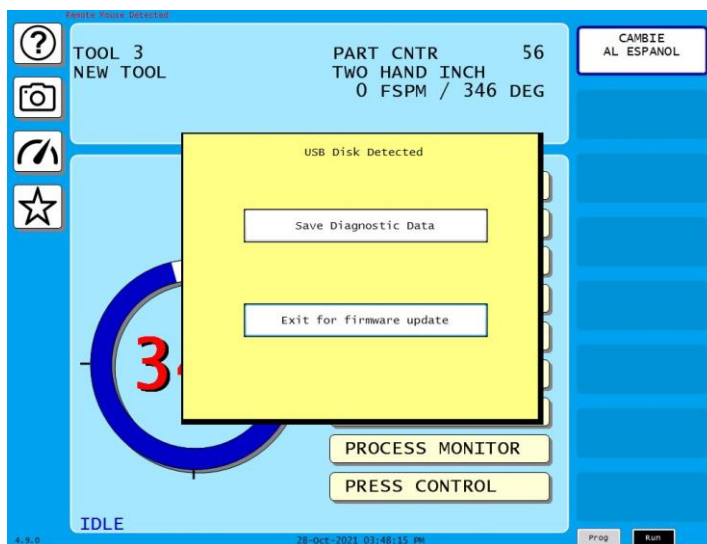 Remote Mouse Detected
TOOL 3
NEW TOOL
PART CNTR 56
TWO HAND INCH
0 FSPM / 346 DEG
CAMBIE
AL ESPANOL
USB Disk Detected
Save Diagnostic Data
Exit for firmware update
3
PROCESS MONITOR
PRESS CONTROL
IDLE
4.9.0
28-Oct-2021 03:48:15 PM
Prog
Run